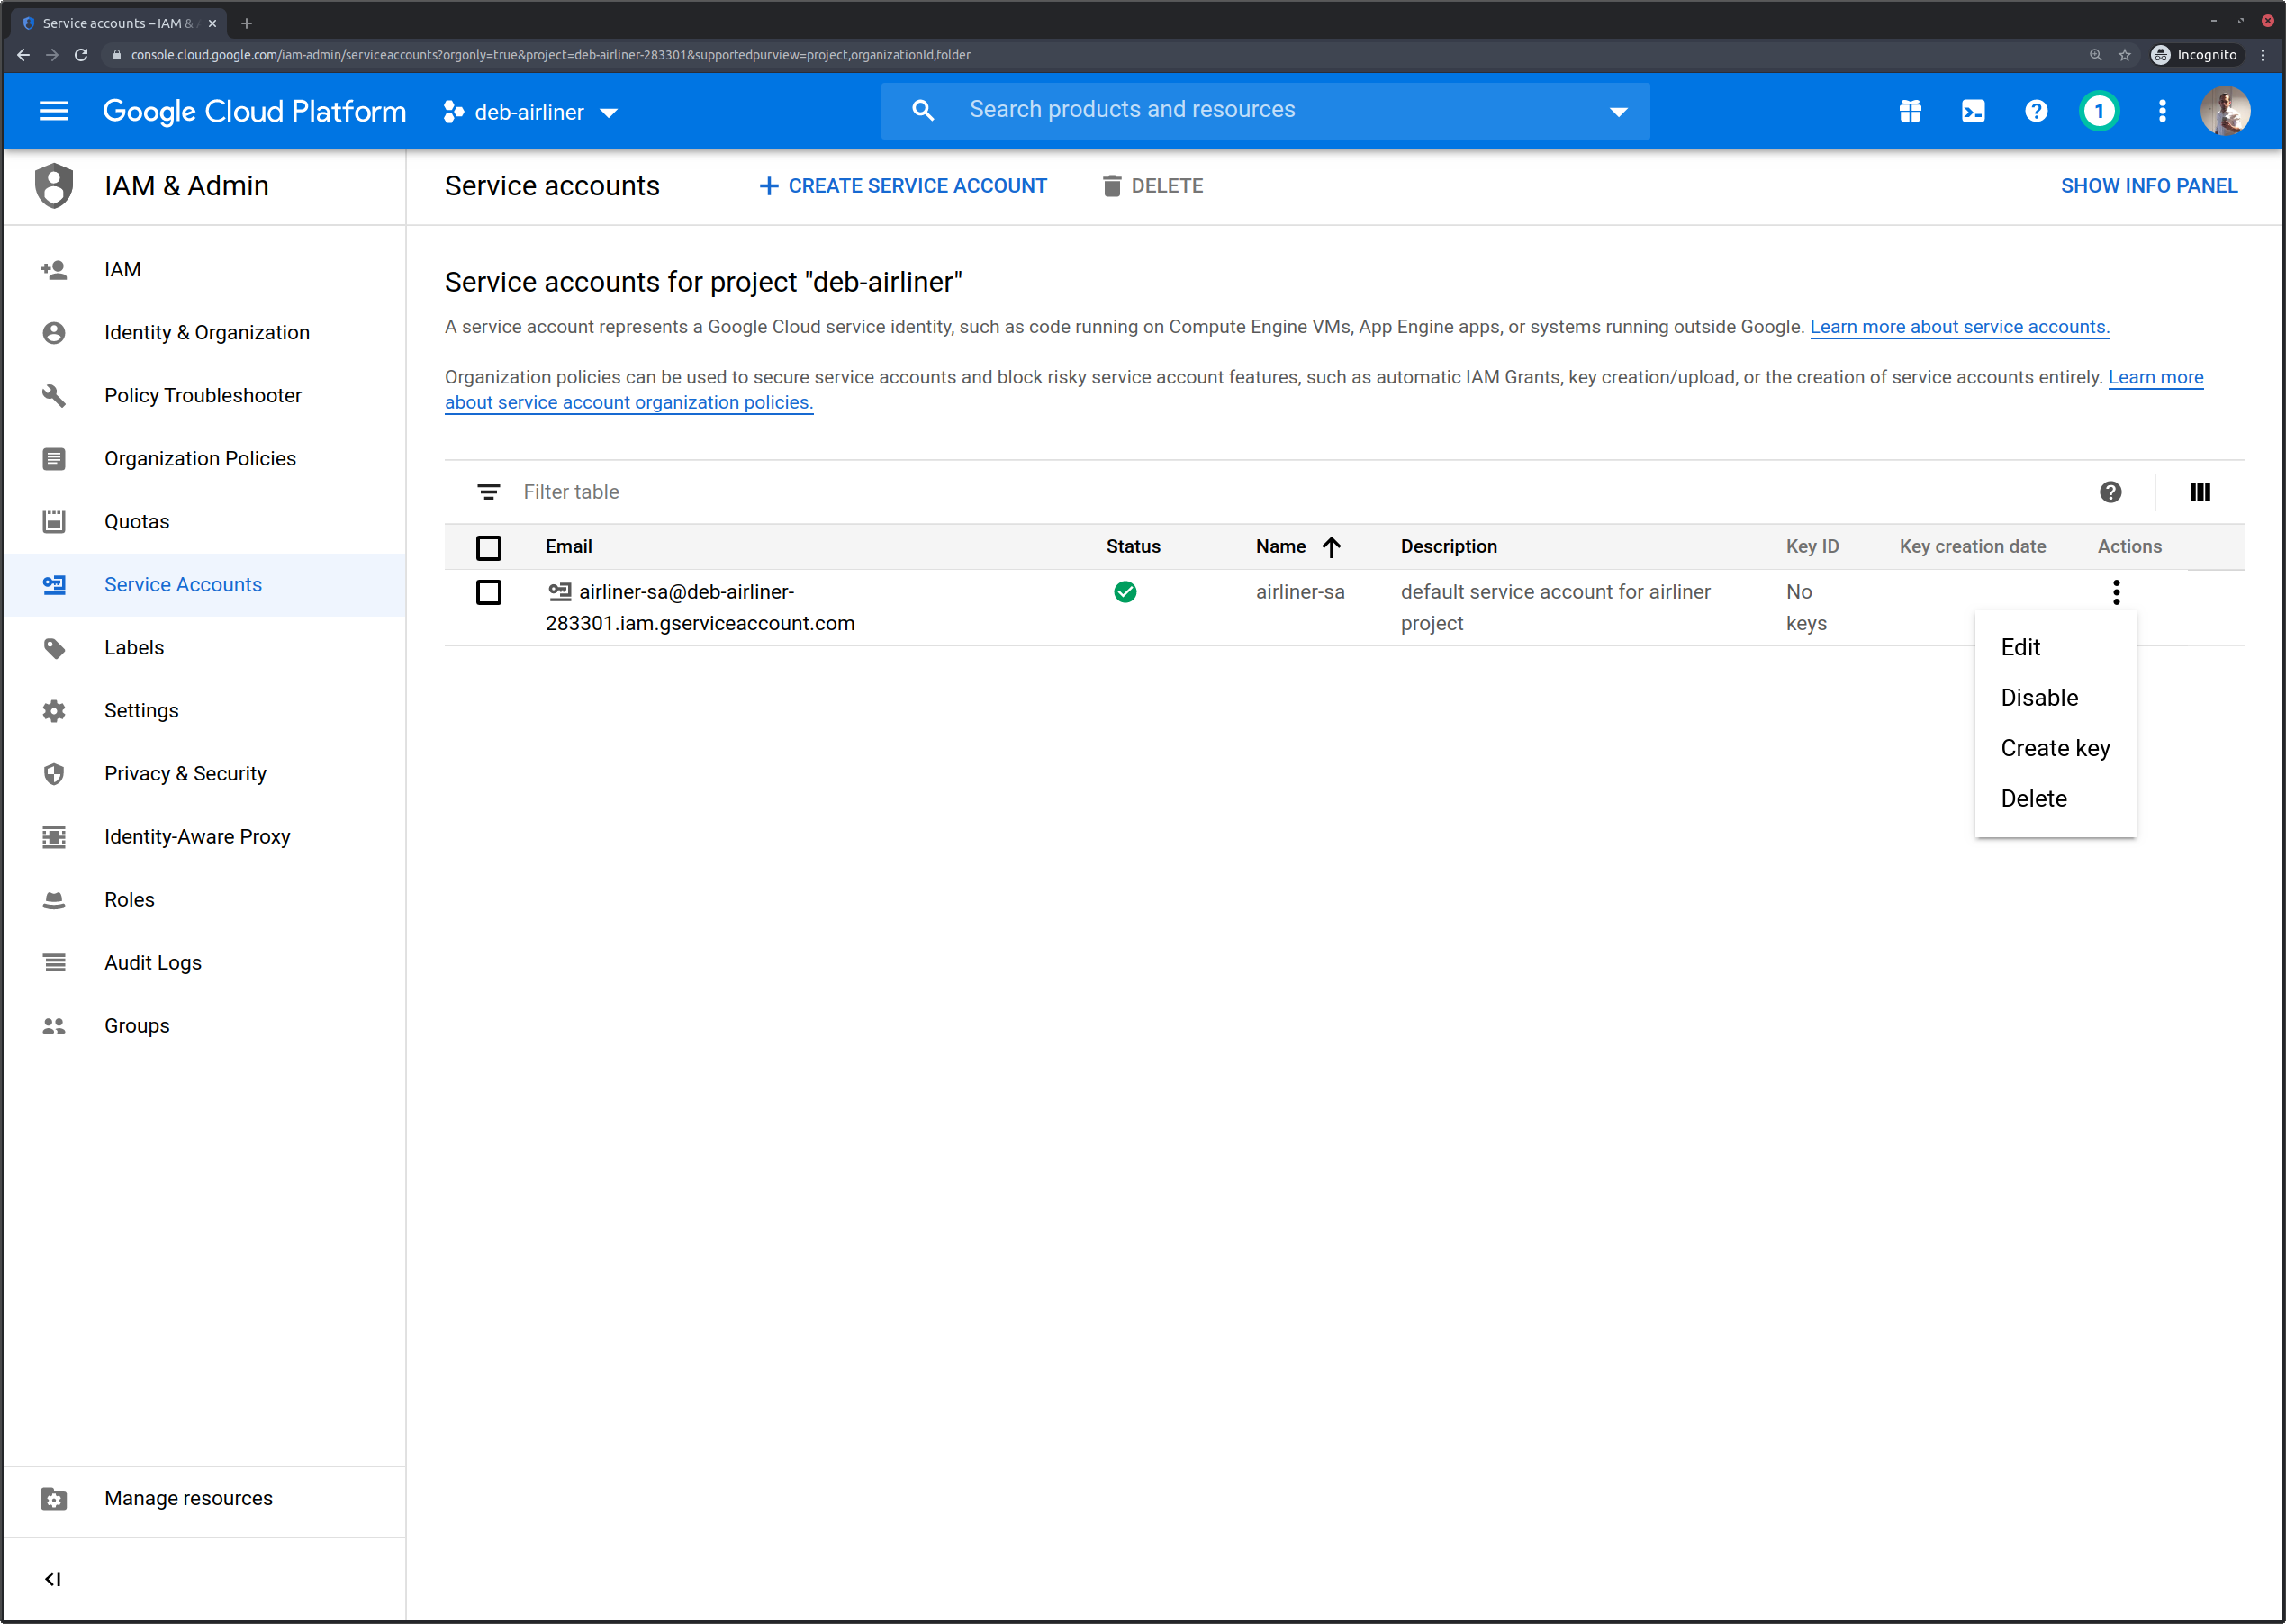 Service accounts – IAM &
console.cloud.google.com/iam-admin/serviceaccounts?orgonly=true&project=deb-airliner-283301&supportedpurview=project,organizationId,folder
Incognito
Google Cloud Platform
deb-airliner
Search products and resources
1
IAM & Admin
Service accounts
CREATE SERVICE ACCOUNT
DELETE
SHOW INFO PANEL
IAM
Identity & Organization
Policy Troubleshooter
Organization Policies
Quotas
Service Accounts
Labels
Settings
Privacy & Security
Identity-Aware Proxy
Roles
Audit Logs
Groups
Manage resources
Service accounts for project "deb-airliner"
A service account represents a Google Cloud service identity, such as code running on Compute Engine VMs, App Engine apps, or systems running outside Google. Learn more about service accounts.
Organization policies can be used to secure service accounts and block risky service account features, such as automatic IAM Grants, key creation/upload, or the creation of service accounts entirely. Learn more
about service account organization policies.
Filter table
Email Status Name Description Key ID Key creation date Actions
airliner-sa@deb-airliner- airliner-sa default service account for airliner No
283301.iam.gserviceaccount.com project keys
Edit
Disable
Create key
Delete